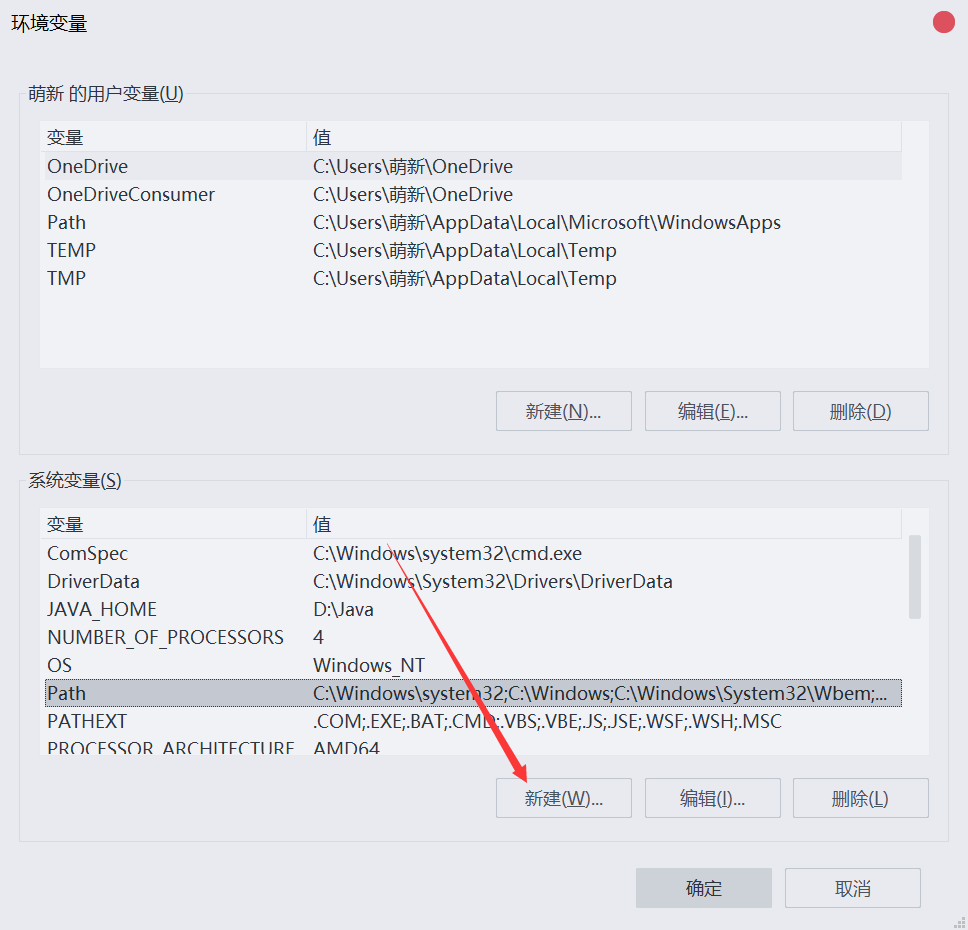 环境变量
萌新 的用户变量(U)
变量 值
OneDrive C:\Users\萌新\OneDrive
OneDriveConsumer C:\Users\萌新\OneDrive
Path C:\Users\萌新\AppData\Local\Microsoft\WindowsApps
TEMP C:\Users\萌新\AppData\Local\Temp
TMP C:\Users\萌新\AppData\Local\Temp
新建(N)... 编辑(E)... 删除(D)
系统变量(S)
变量 值
ComSpec C:\Windows\system32\cmd.exe
DriverData C:\Windows\System32\Drivers\DriverData
JAVA_HOME D:\Java
NUMBER_OF_PROCESSORS 4
OS Windows_NT
Path C:\Windows\system32;C:\Windows;C:\Windows\System32\Wbem;...
PATHEXT .COM;.EXE;.BAT;.CMD;.VBS;.VBE;.JS;.JSE;.WSF;.WSH;.MSC
PROCESSOR_ARCHITECTURE AMD64
新建(W)... 编辑(I)... 删除(L)
确定 取消